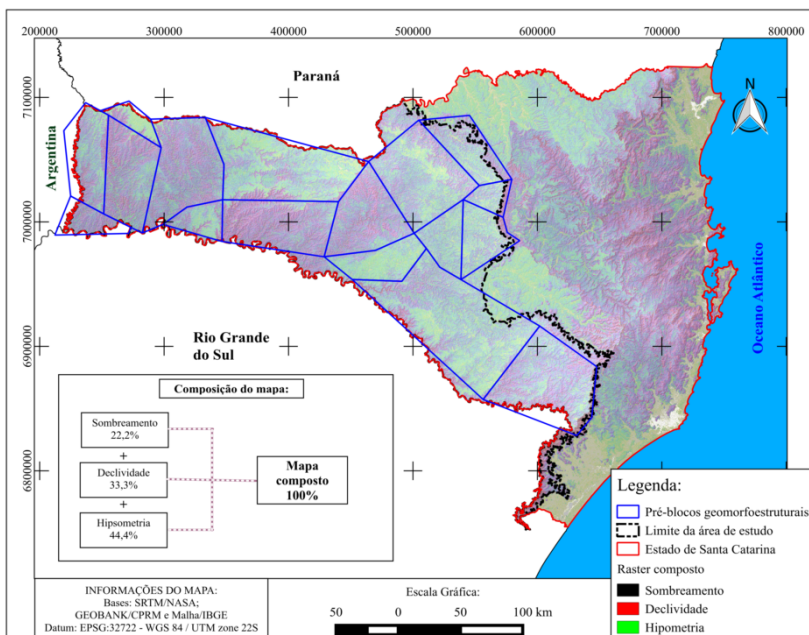 200000 300000 400000 500000 600000 700000 800000
7100000
7000000
6900000
6800000
Paraná
N
Argentina
Oceano Atlântico
Rio Grande
do Sul
Composição do mapa:
Sombreamento
22,2%
+
Declividade
33,3%
+
Hipsometria
44,4%
Mapa
composto
100%
Legenda:
Pré-blocos geomorfoestruturais
Limite da área de estudo
Estado de Santa Catarina
Raster composto
Sombreamento
Declividade
Hipometria
INFORMAÇÕES DO MAPA:
Bases: SRTM/NASA;
GEOBANK/CPRM e Malha/IBGE
Datum: EPSG:32722 - WGS 84 / UTM zone 22S
Escala Gráfica:
50 0 50 100 km